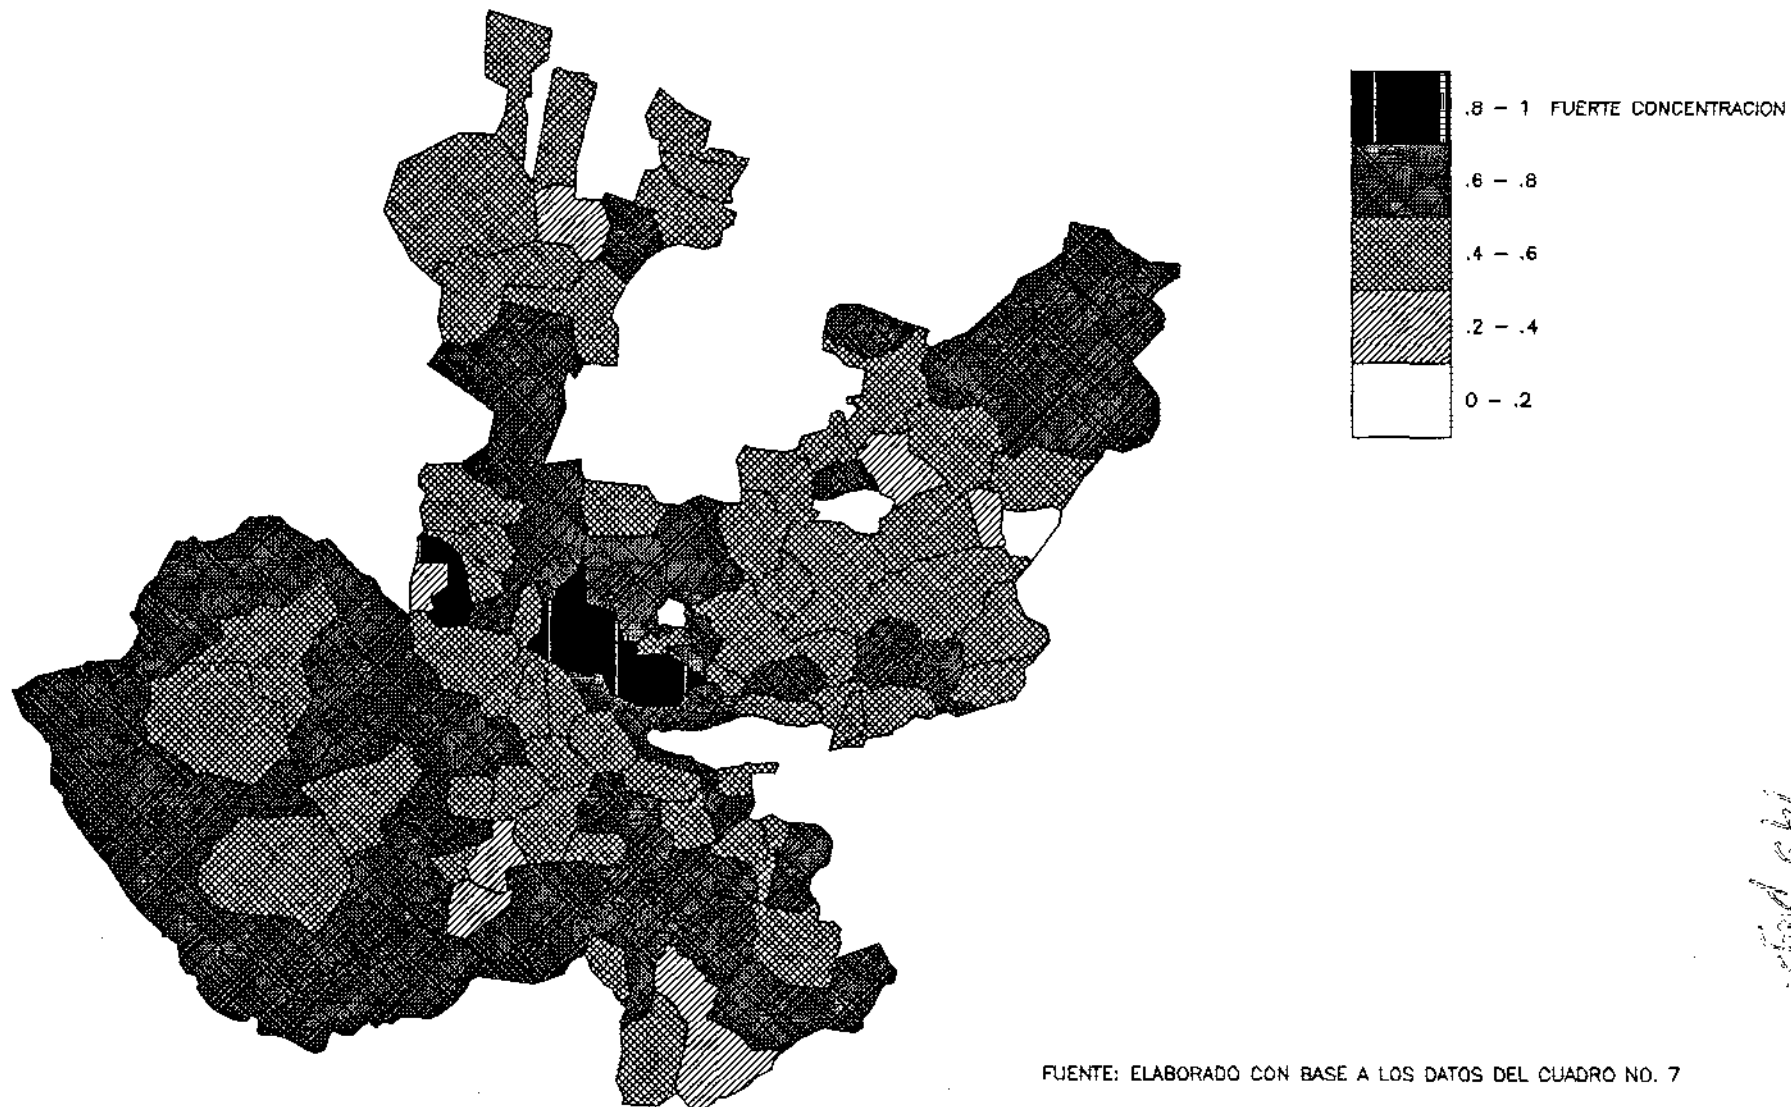 .8 - 1 FUERTE CONCENTRACION
.6 - .8
.4 - .6
.2 - .4
0 - .2
FUENTE: ELABORADO CON BASE A LOS DATOS DEL CUADRO NO. 7